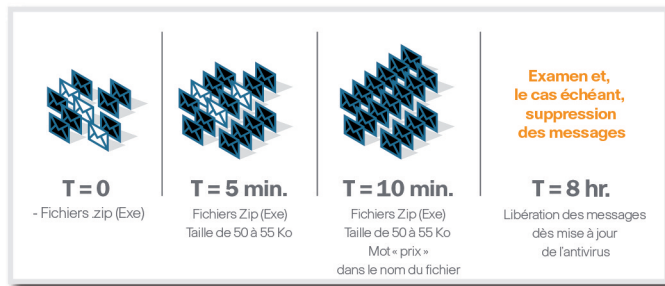 T = 0
- Fichiers .zip (Exe)
T = 5 min.
Fichiers Zip (Exe)
Taille de 50 à 55 Ko
T = 10 min.
Fichiers Zip (Exe)
Taille de 50 à 55 Ko
Mot « prix »
dans le nom du fichier
Examen et,
le cas échéant,
suppression
des messages
T = 8 hr.
Libération des messages
dès mise à jour
de l'antivirus